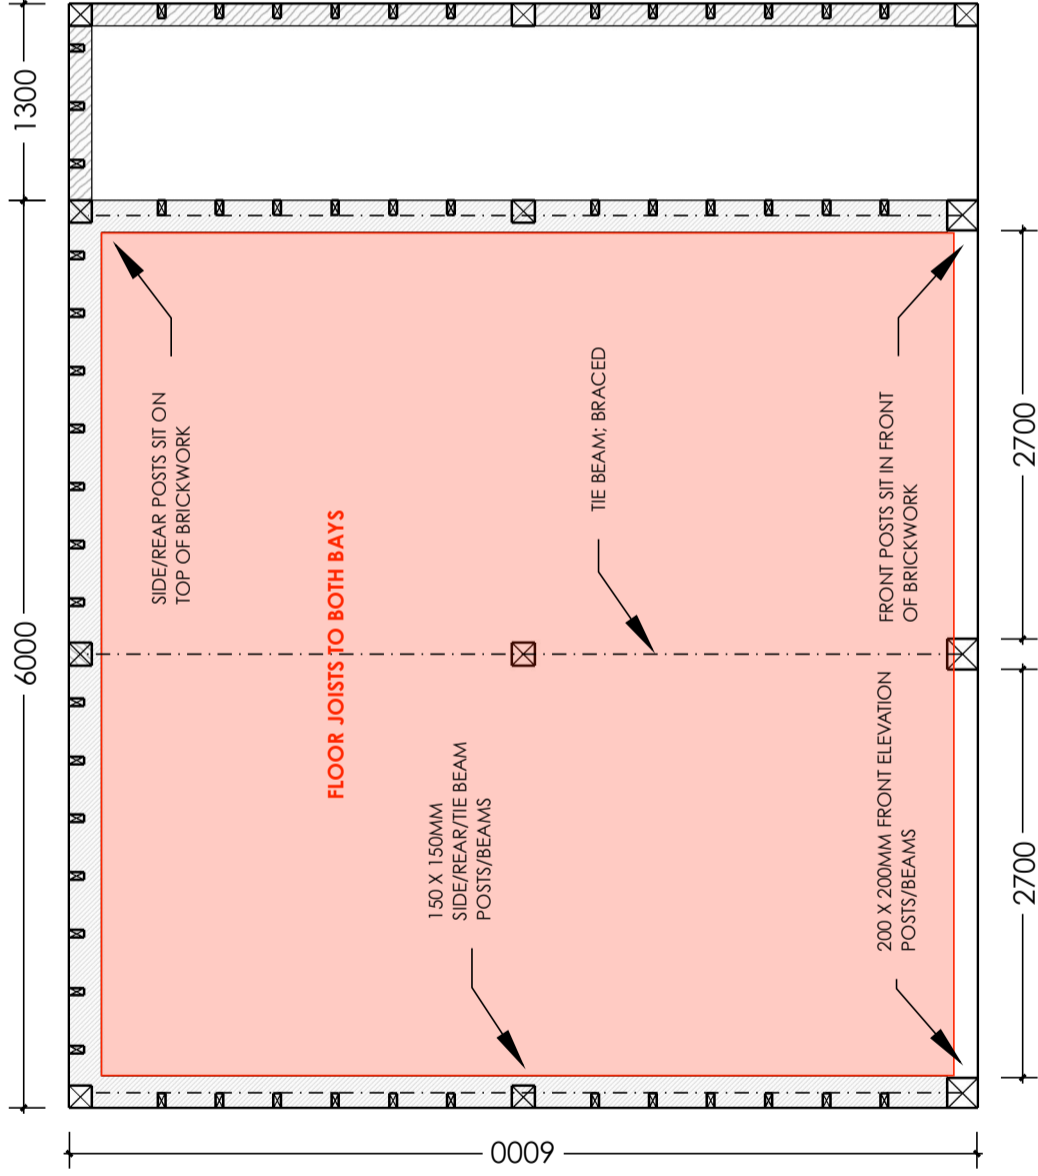 1300
6000
SIDE/REAR POSTS SIT ON
TOP OF BRICKWORK
FLOOR JOISTS TO BOTH BAYS
TIE BEAM; BRACED
FRONT POSTS SIT IN FRONT
OF BRICKWORK
150 X 150MM
SIDE/REAR/TIE BEAM
POSTS/BEAMS
200 X 200MM FRONT ELEVATION
POSTS/BEAMS
2700
2700
6000